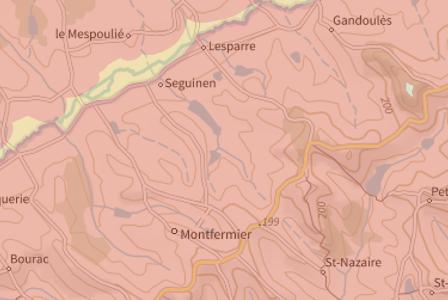 Gandoulès
le Mespoulié
Lesparre
Seguinen
200
querie
Pet
200
199
Montfermier
Bourac
St-Nazaire
St-